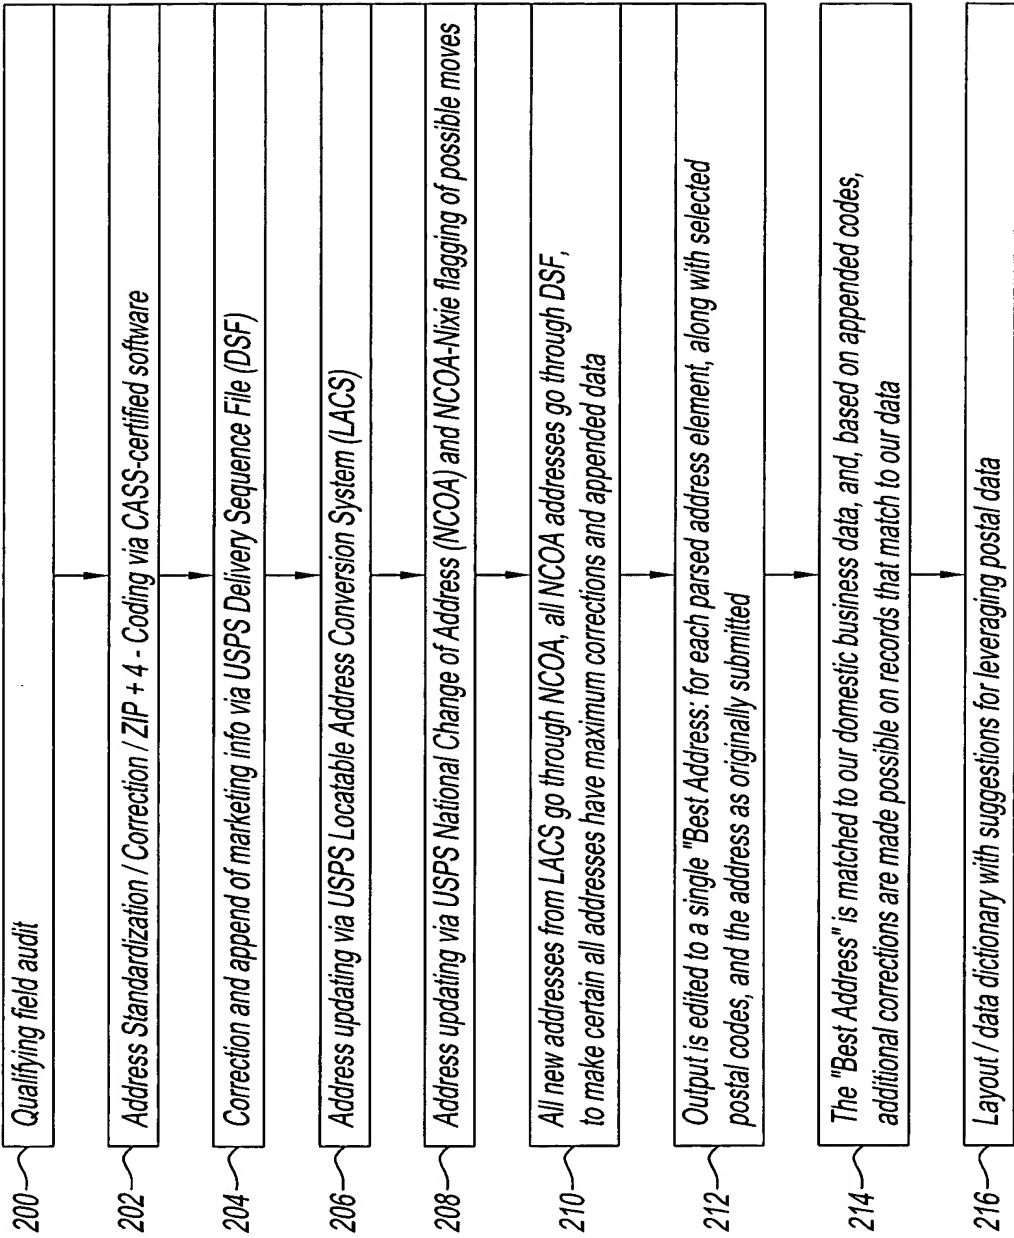 200
Qualifying field audit
202
Address Standardization / Correction / ZIP + 4 - Coding via CASS-certified software
204
Correction and append of marketing info via USPS Delivery Sequence File (DSF)
206
Address updating via USPS Locatable Address Conversion System (LACS)
208
Address updating via USPS National Change of Address (NCOA) and NCOA-Nixie flagging of possible moves
210
All new addresses from LACS go through NCOA, all NCOA addresses go through DSF,
to make certain all addresses have maximum corrections and appended data
212
Output is edited to a single "Best Address: for each parsed address element, along with selected
postal codes, and the address as originally submitted
214
The "Best Address" is matched to our domestic business data, and, based on appended codes,
additional corrections are made possible on records that match to our data
216
Layout / data dictionary with suggestions for leveraging postal data